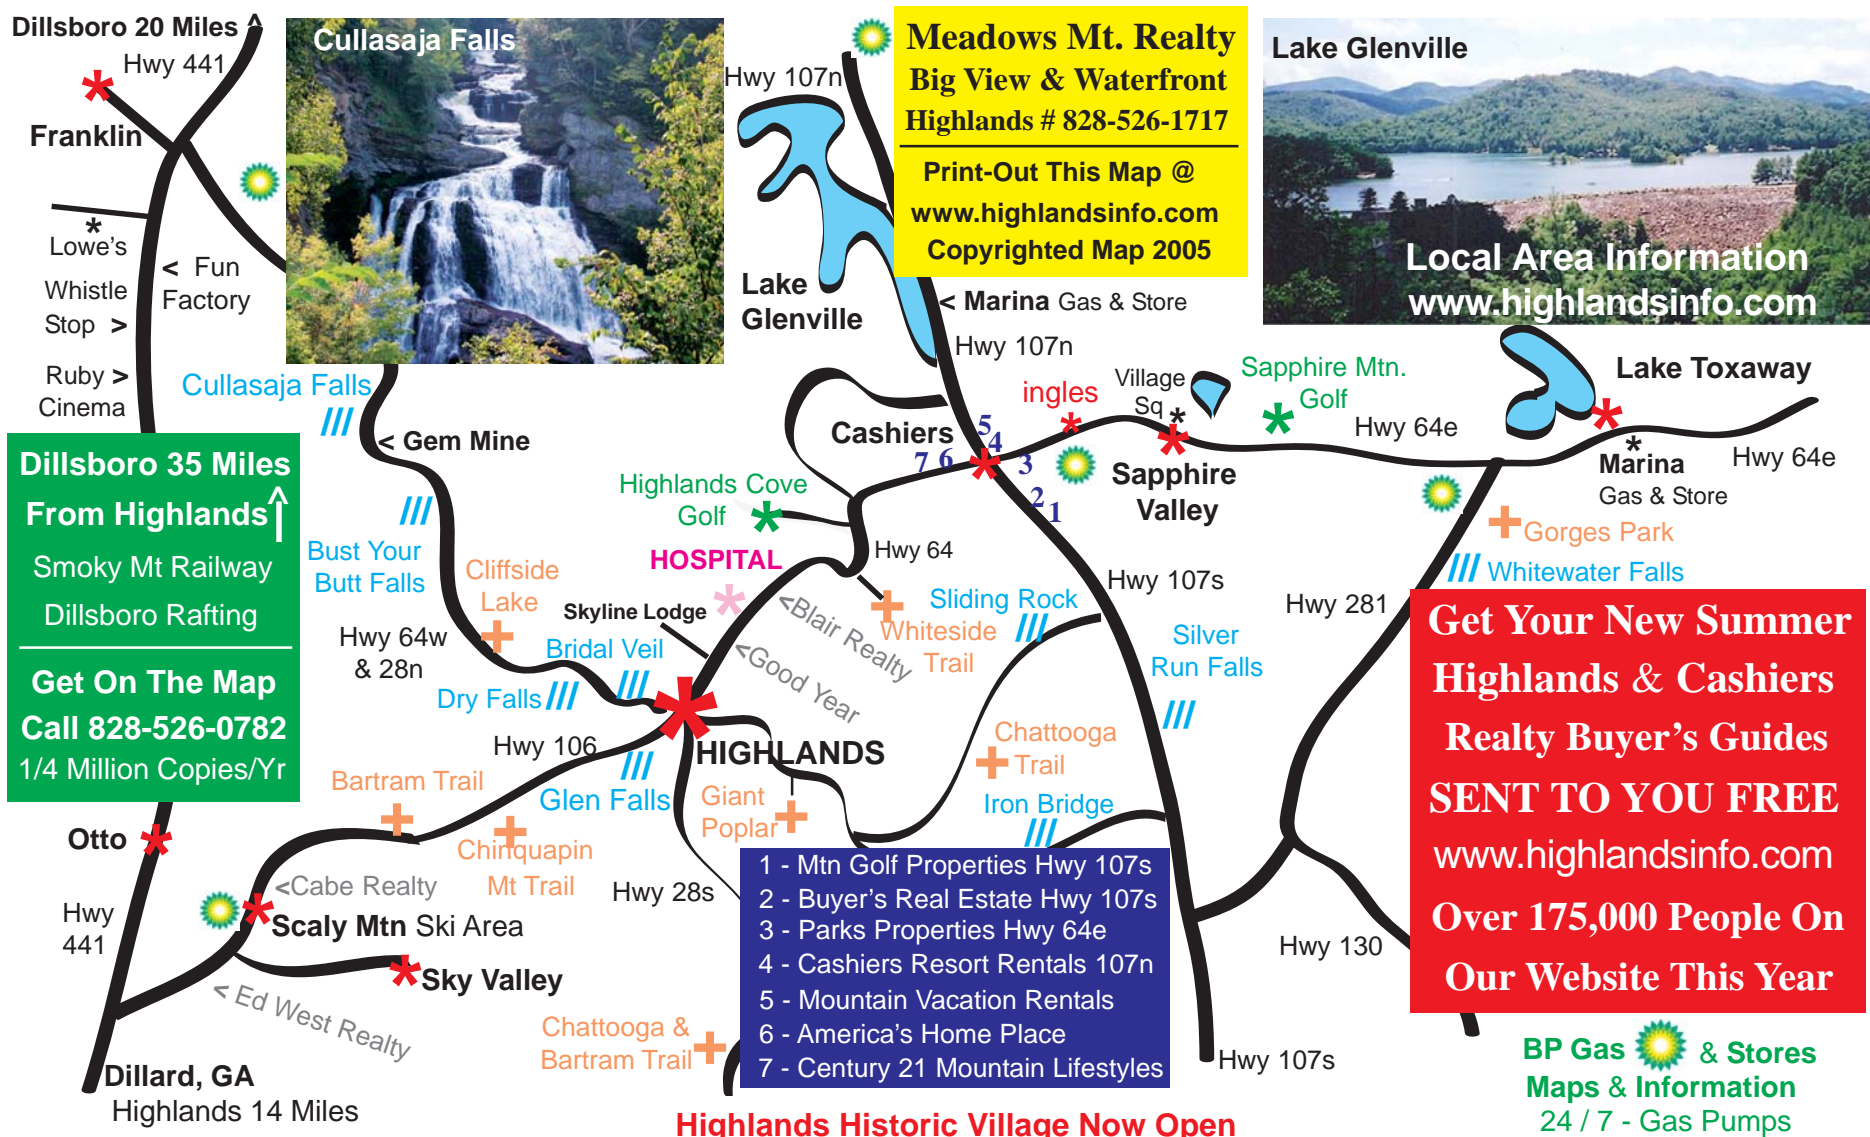 Dillsboro 20 Miles ^
Hwy 441
Franklin
*
Lowe's
< Fun
Factory
Whistle
Stop >
Ruby >
Cinema
Cullasaja Falls
Hwy 107n
Meadows Mt. Realty
Big View & Waterfront
Highlands # 828-526-1717
Print-Out This Map @
www.highlandsinfo.com
Copyrighted Map 2005
Lake Glenville
Local Area Information
www.highlandsinfo.com
Lake
Glenville
< Marina Gas & Store
Hwy 107n
Cullasaja Falls
< Gem Mine
Cashiers
5
4
7 6
3
2
1
ingles
Village
Sq
Sapphire
Valley
Sapphire Mtn.
Golf
Hwy 64e
Lake Toxaway
Marina
Gas & Store
Hwy 64e
Dillsboro 35 Miles
From Highlands
Smoky Mt Railway
Dillsboro Rafting
Get On The Map
Call 828-526-0782
1/4 Million Copies/Yr
Highlands Cove
Golf
HOSPITAL
Hwy 64
Bust Your
Butt Falls
Cliffside
Lake
Skyline Lodge
Hwy 64w
& 28n
Bridal Veil
Dry Falls
<Blair Realty
<Good Year
Whiteside
Trail
Sliding Rock
Hwy 107s
Silver
Run Falls
Hwy 281
Gorges Park
Whitewater Falls
Get Your New Summer
Highlands & Cashiers
Realty Buyer's Guides
SENT TO YOU FREE
www.highlandsinfo.com
Over 175,000 People On
Our Website This Year
HIGHLANDS
Hwy 106
Glen Falls
Bartram Trail
Chinquapin
Mt Trail
Giant
Poplar
Chattooga
Trail
Iron Bridge
Otto
<Cabe Realty
Hwy 28s
Hwy
441
Scaly Mtn Ski Area
Sky Valley
< Ed West Realty
Hwy 130
1 - Mtn Golf Properties Hwy 107s
2 - Buyer's Real Estate Hwy 107s
3 - Parks Properties Hwy 64e
4 - Cashiers Resort Rentals 107n
5 - Mountain Vacation Rentals
6 - America's Home Place
7 - Century 21 Mountain Lifestyles
Chattooga &
Bartram Trail
Hwy 107s
Dillard, GA
Highlands 14 Miles
Highlands Historic Village Now Open
BP Gas & Stores
Maps & Information
24 / 7 - Gas Pumps